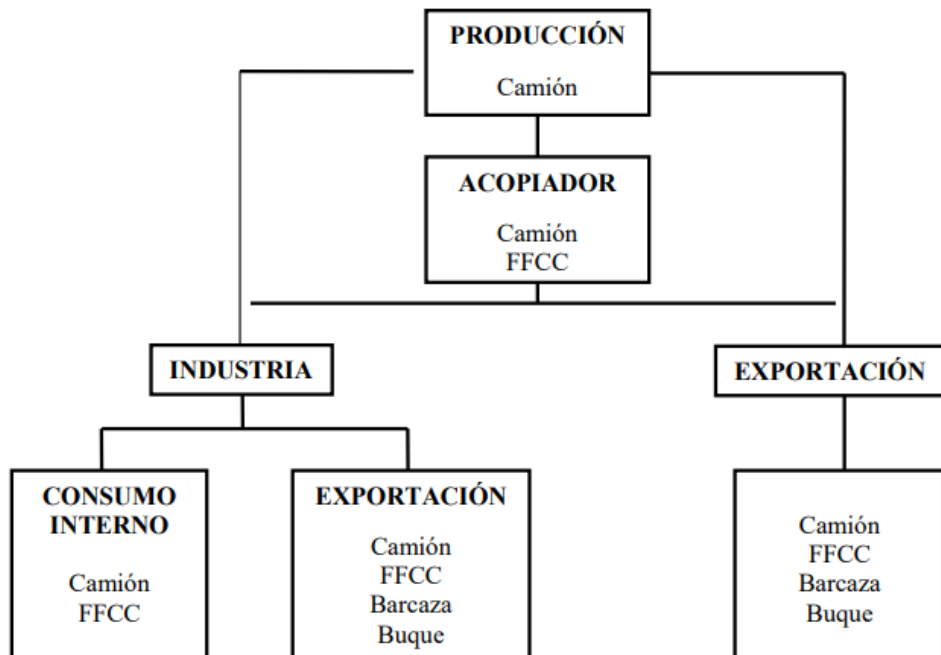 PRODUCCIÓN
Camión
ACOPIADOR
Camión
FFCC
INDUSTRIA
EXPORTACIÓN
CONSUMO
INTERNO
Camión
FFCC
EXPORTACIÓN
Camión
FFCC
Barcaza
Buque
Camión
FFCC
Barcaza
Buque